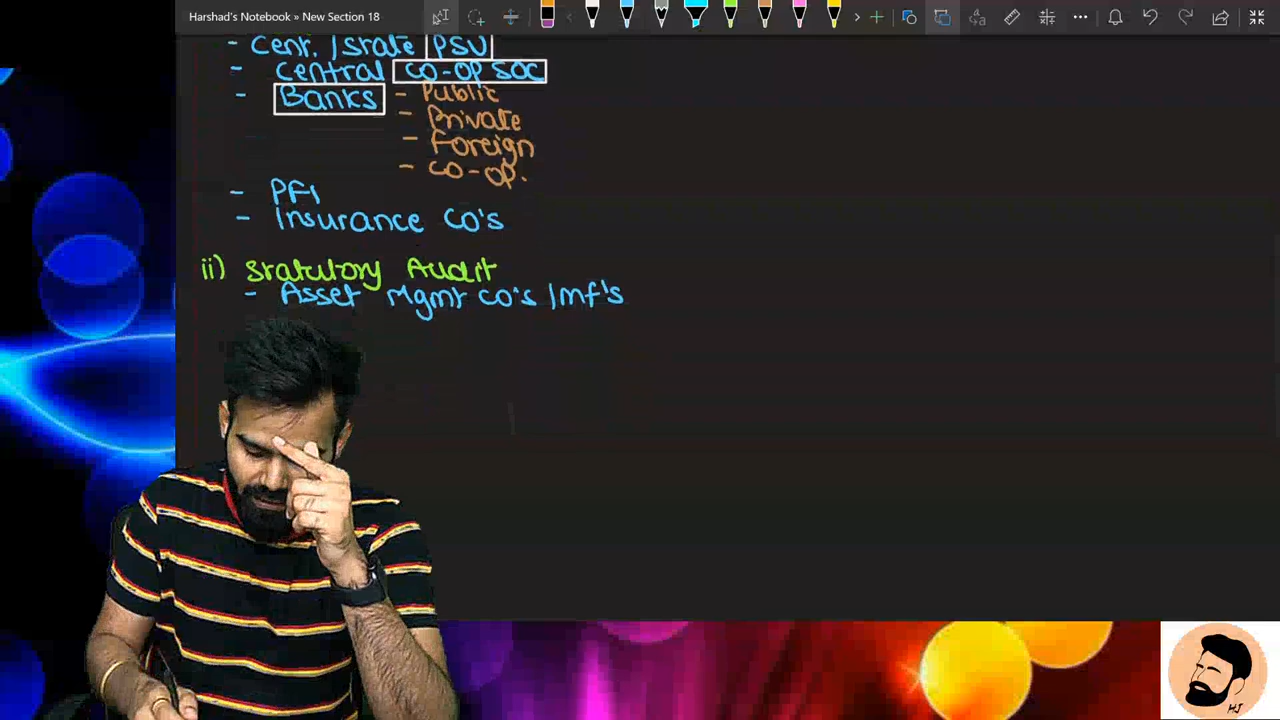 Harshad's Notebook » New Section 18
- Cent. / State PSU
- Central CO-OP SOC
- Banks - Public
- Private
- Foreign
- CO-OP.
- PFI
- Insurance CO's
ii) Statutory Audit
- Asset Mgmt CO's / MF's
HJ